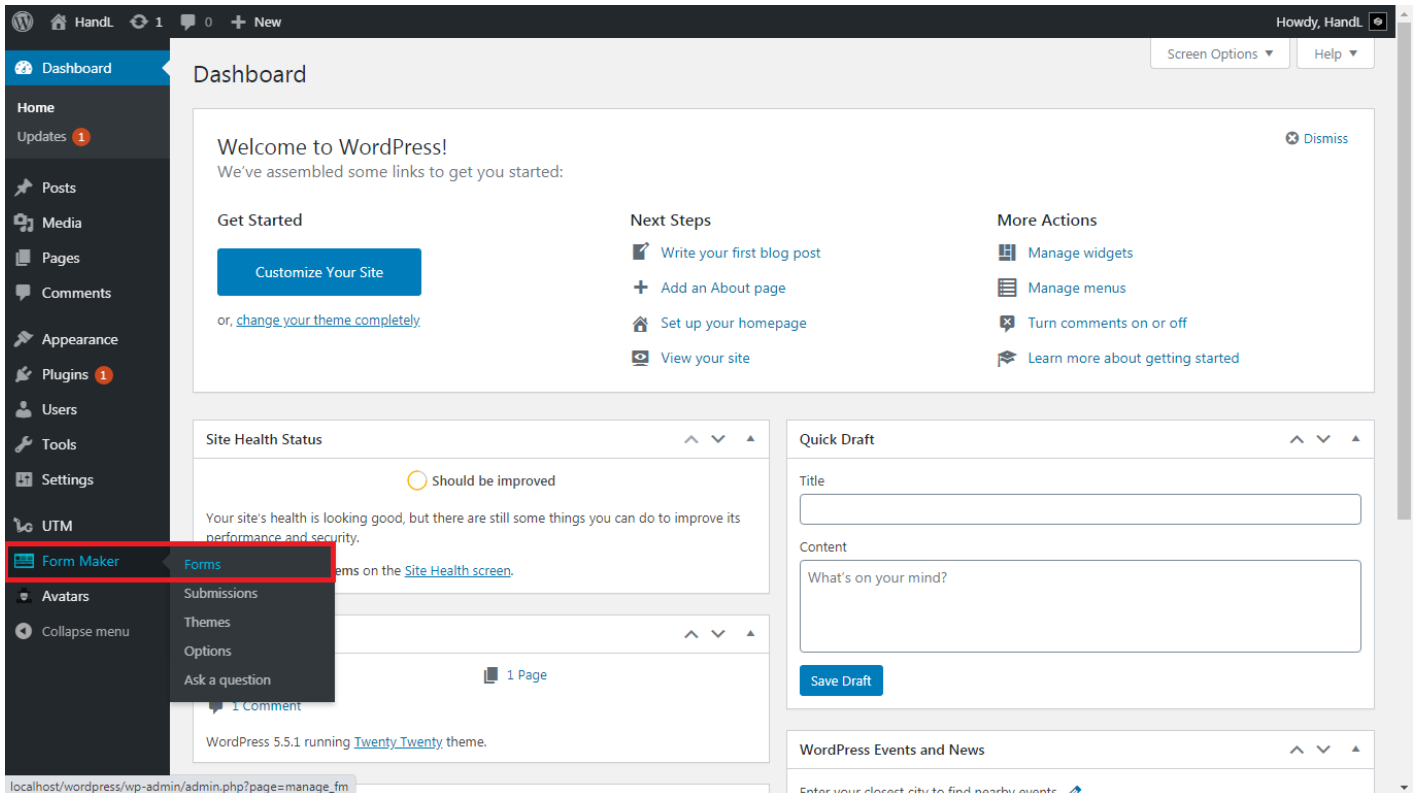 HandL 1 0 New Howdy, HandL
Screen Options Help
Dashboard
Home
Updates 1
Posts
Media
Pages
Comments
Appearance
Plugins 1
Users
Tools
Settings
UTM
Form Maker
Avatars
Collapse menu
Forms
Submissions
Themes
Options
Ask a question
Dashboard
Welcome to WordPress!
We've assembled some links to get you started:
Dismiss
Get Started
Customize Your Site
or, change your theme completely
Next Steps
Write your first blog post
Add an About page
Set up your homepage
View your site
More Actions
Manage widgets
Manage menus
Turn comments on or off
Learn more about getting started
Site Health Status
Should be improved
Your site's health is looking good, but there are still some things you can do to improve its
performance and security.
ems on the Site Health screen.
1 Page
1 Comment
WordPress 5.5.1 running Twenty Twenty theme.
Quick Draft
Title
Content
What's on your mind?
Save Draft
WordPress Events and News
Enter your closest city to find nearby events.
localhost/wordpress/wp-admin/admin.php?page=manage_fm